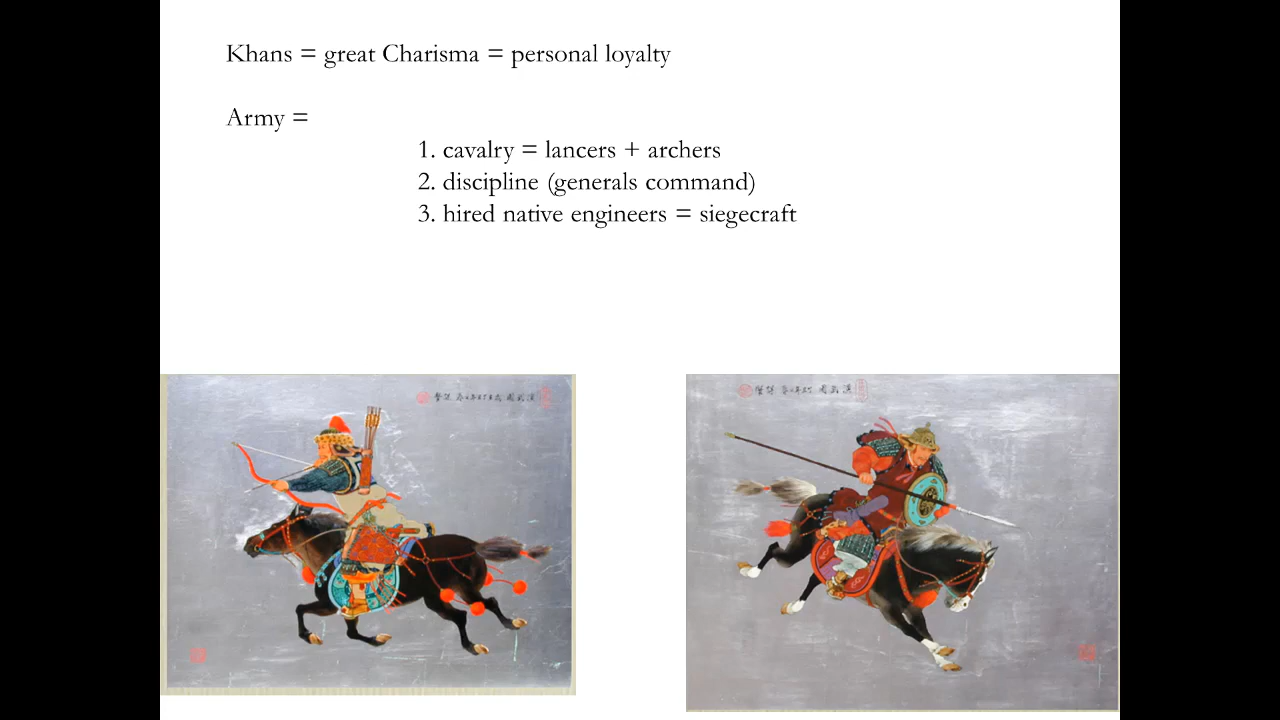 Khans = great Charisma = personal loyalty
Army =
1. cavalry = lancers + archers
2. discipline (generals command)
3. hired native engineers = siegecraft